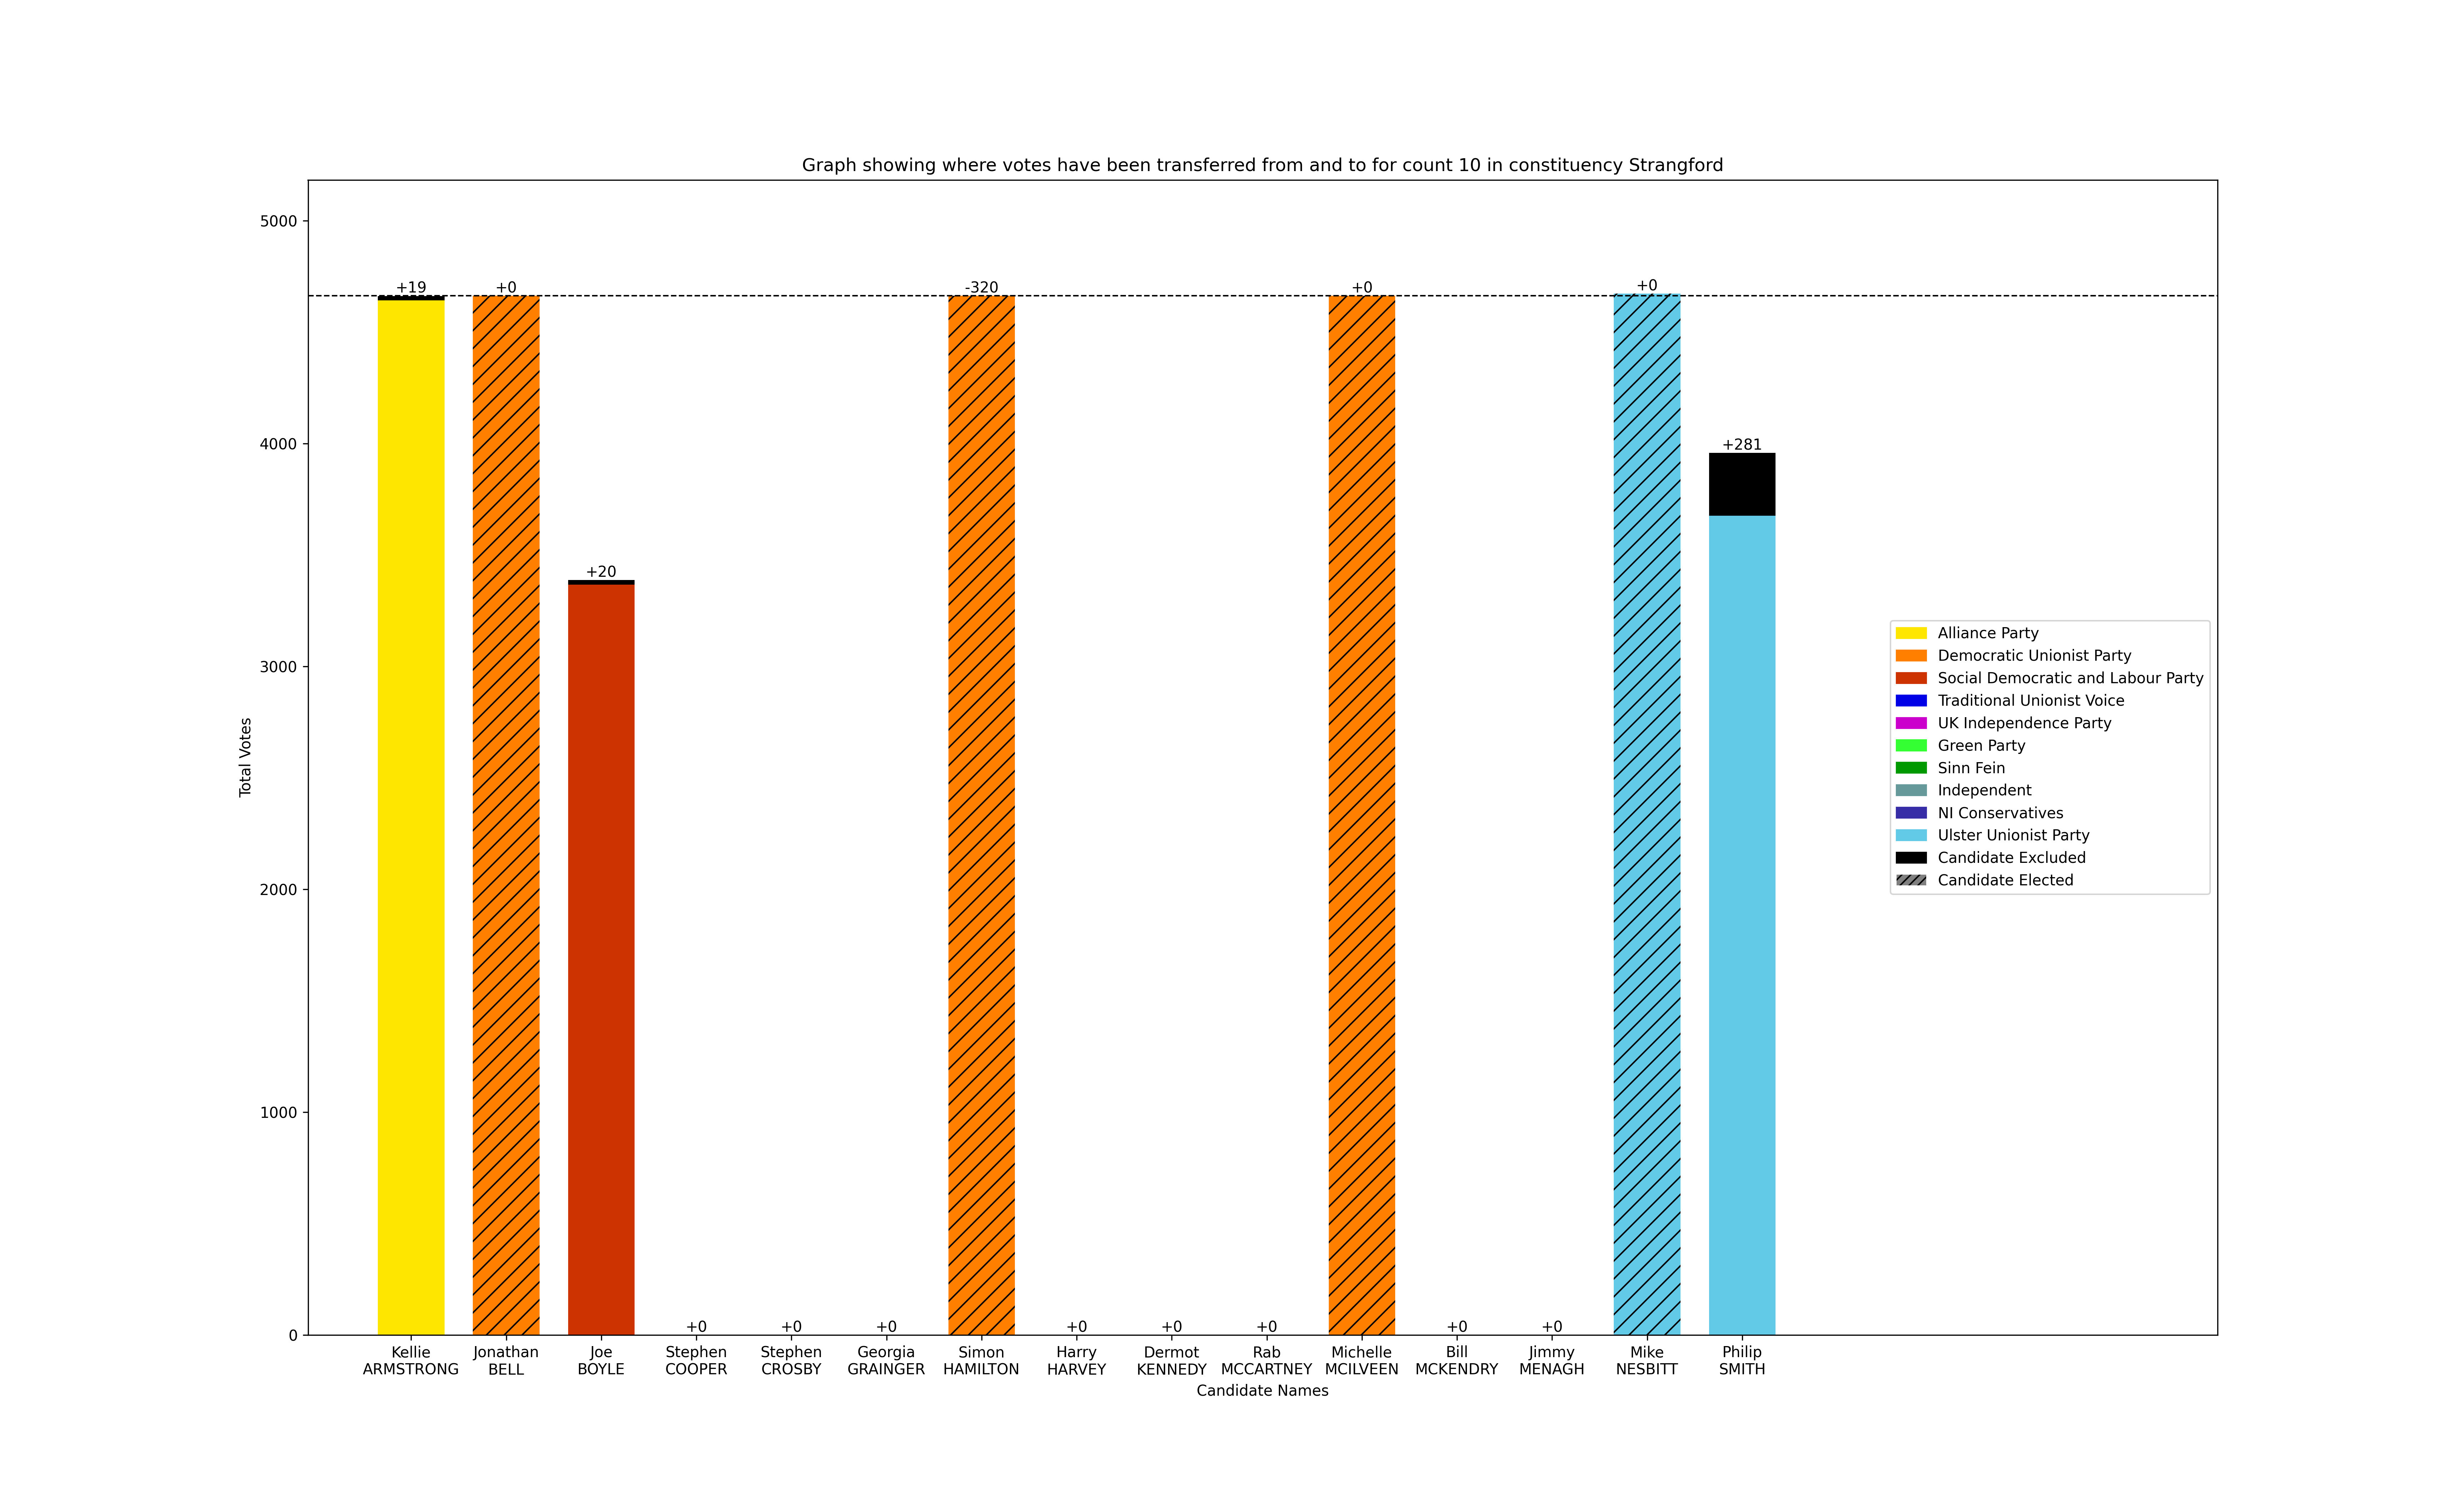 Graph showing where votes have been transferred from and to for count 10 in constituency Strangford
5000
4000
3000
2000
1000
0
Total Votes
+19
+0
+20
+0
+0
+0
-320
+0
+0
+0
+0
+0
+0
+0
+281
Kellie
ARMSTRONG
Jonathan
BELL
Joe
BOYLE
Stephen
COOPER
Stephen
CROSBY
Georgia
GRAINGER
Simon
HAMILTON
Harry
HARVEY
Dermot
KENNEDY
Rab
MCCARTNEY
Michelle
MCILVEEN
Bill
MCKENDRY
Jimmy
MENAGH
Mike
NESBITT
Philip
SMITH
Candidate Names
Alliance Party
Democratic Unionist Party
Social Democratic and Labour Party
Traditional Unionist Voice
UK Independence Party
Green Party
Sinn Fein
Independent
NI Conservatives
Ulster Unionist Party
Candidate Excluded
Candidate Elected